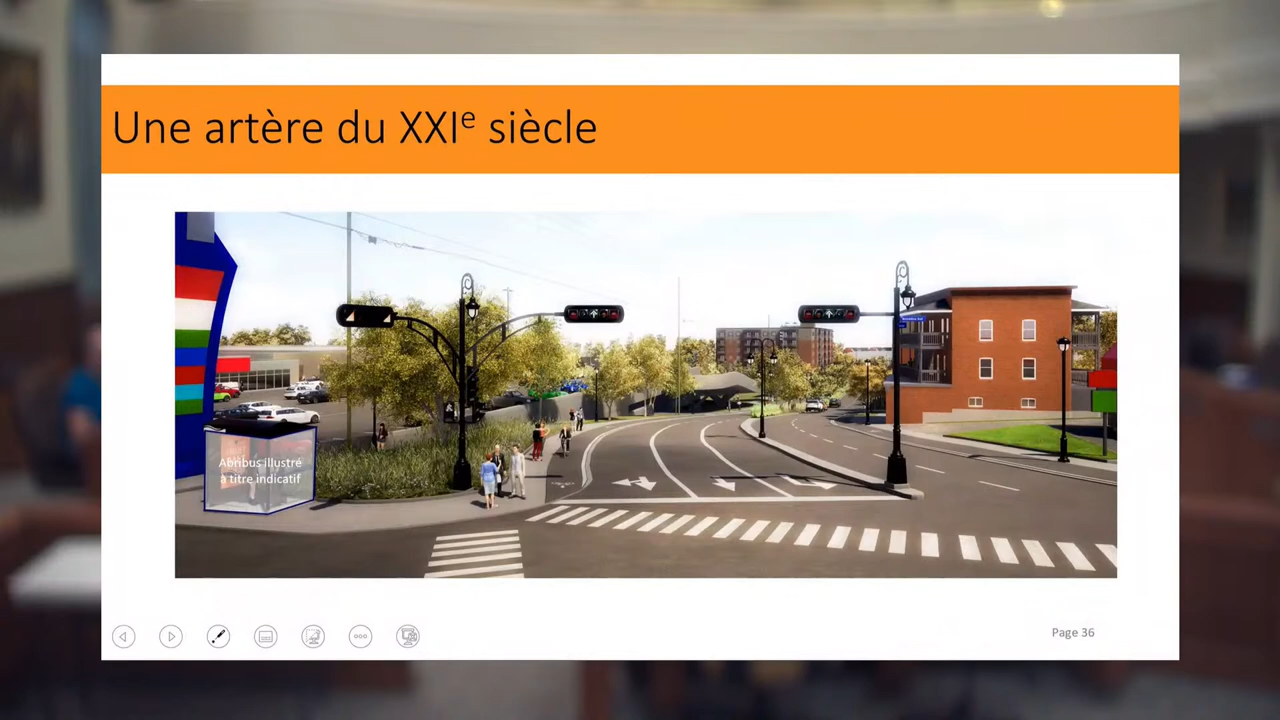 Une artère du XXIe siècle
Abribus illustré
à titre indicatif
Page 36